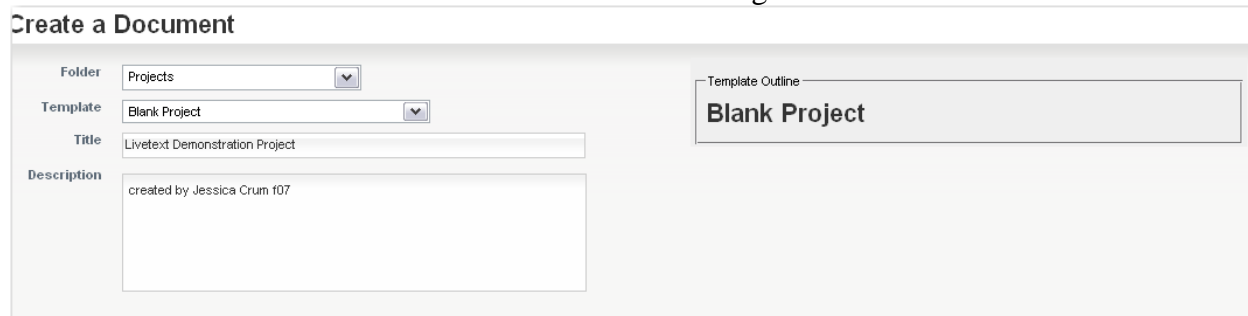 Create a Document
Folder Projects
Template Blank Project
Title Livetext Demonstration Project
Description created by Jessica Crum f07
Template Outline
Blank Project